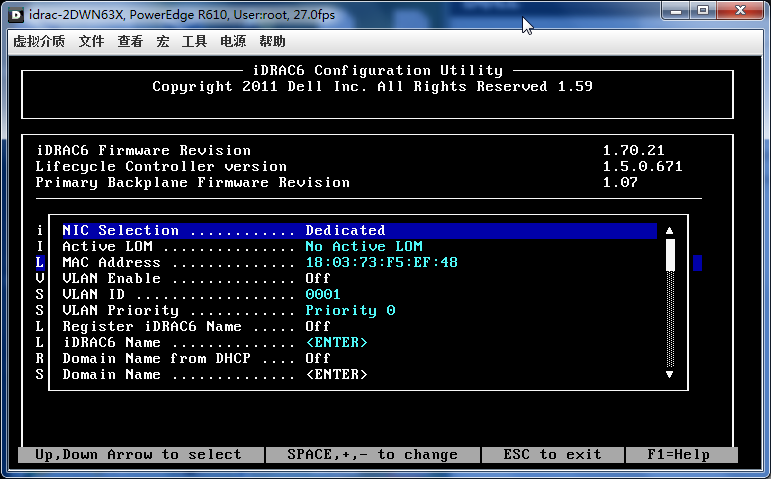 idrac-2DWN63X, PowerEdge R610, User:root, 27.0fps
虚拟介质 文件 查看 宏 工具 电源 帮助
iDRAC6 Configuration Utility
Copyright 2011 Dell Inc. All Rights Reserved 1.59
iDRAC6 Firmware Revision 1.70.21
Lifecycle Controller version 1.5.0.671
Primary Backplane Firmware Revision 1.07
i NIC Selection ............ Dedicated
I Active LOM ............... No Active LOM
L MAC Address .............. 18:03:73:F5:EF:48
V VLAN Enable .............. Off
S VLAN ID .................. 0001
S VLAN Priority ............ Priority 0
L Register iDRAC6 Name ..... Off
L iDRAC6 Name .............. <ENTER>
R Domain Name from DHCP .... Off
S Domain Name .............. <ENTER>
Up,Down Arrow to select SPACE,+,- to change ESC to exit F1=Help